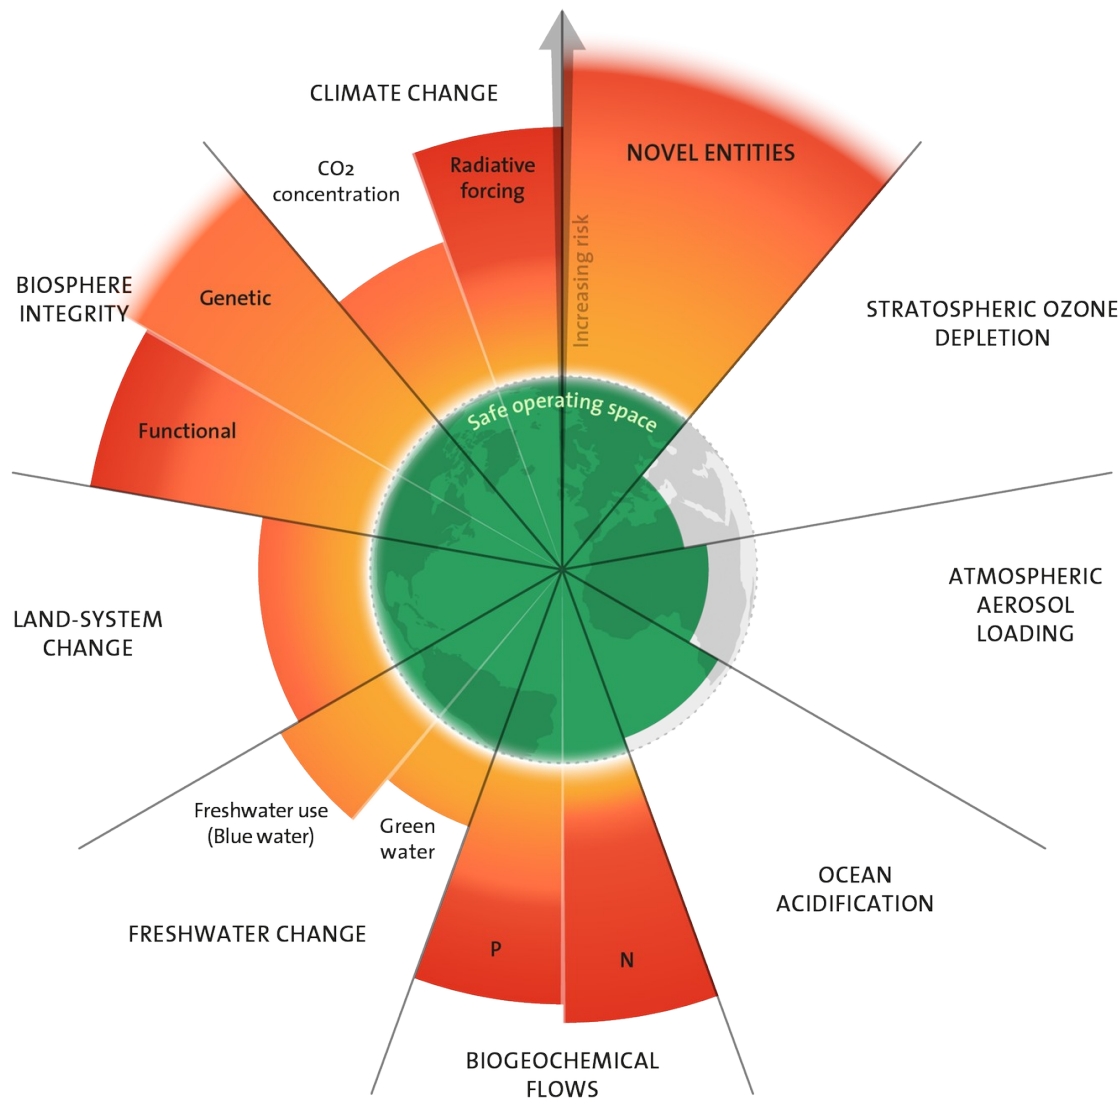 CLIMATE CHANGE
CO2
concentration
Radiative
forcing
NOVEL ENTITIES
Increasing risk
BIOSPHERE
INTEGRITY
Genetic
Functional
STRATOSPHERIC OZONE
DEPLETION
Safe operating space
ATMOSPHERIC
AEROSOL
LOADING
LAND-SYSTEM
CHANGE
Freshwater use
(Blue water)
Green
water
OCEAN
ACIDIFICATION
FRESHWATER CHANGE
P
N
BIOGEOCHEMICAL
FLOWS